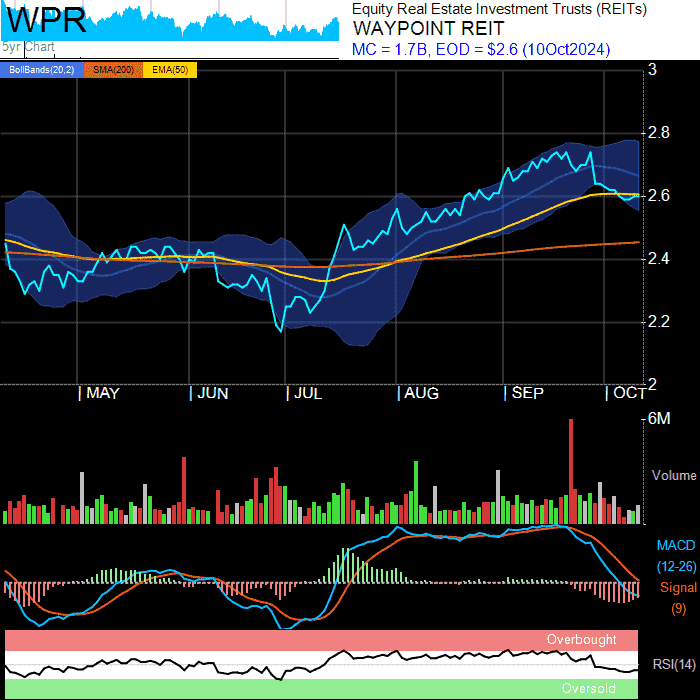 WPR
5yr Chart
Equity Real Estate Investment Trusts (REITs)
WAYPOINT REIT
MC = 1.7B, EOD = $2.6 (10Oct2024)
BollBands(20,2) SMA(200) EMA(50)
3
2.8
2.6
2.4
2.2
2
| MAY | JUN | JUL | AUG | SEP | OCT
6M
Volume
MACD
(12-26)
Signal
(9)
Overbought
RSI(14)
Oversold